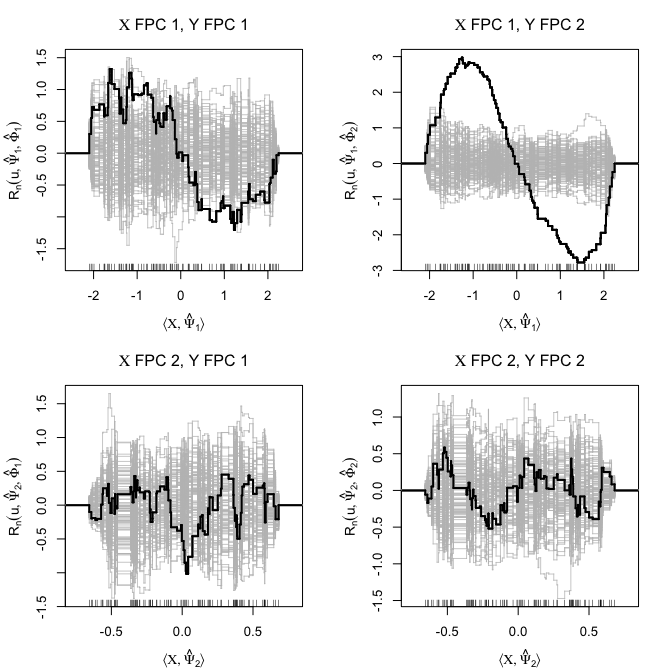 X FPC 1, Y FPC 1
Rₙ(u, Ψ̂₁, Φ̂₁)
1.5
1.0
0.5
0.0
-0.5
-1.5
-2 -1 0 1 2
⟨X, Ψ̂₁⟩
X FPC 1, Y FPC 2
Rₙ(u, Ψ̂₁, Φ̂₂)
3
2
1
0
-1
-2
-3
-2 -1 0 1 2
⟨X, Ψ̂₁⟩
X FPC 2, Y FPC 1
Rₙ(u, Ψ̂₂, Φ̂₁)
1.5
1.0
0.5
0.0
-0.5
-1.5
-0.5 0.0 0.5
⟨X, Ψ̂₂⟩
X FPC 2, Y FPC 2
Rₙ(u, Ψ̂₂, Φ̂₂)
1.0
0.5
0.0
-0.5
-1.0
-1.5
-0.5 0.0 0.5
⟨X, Ψ̂₂⟩